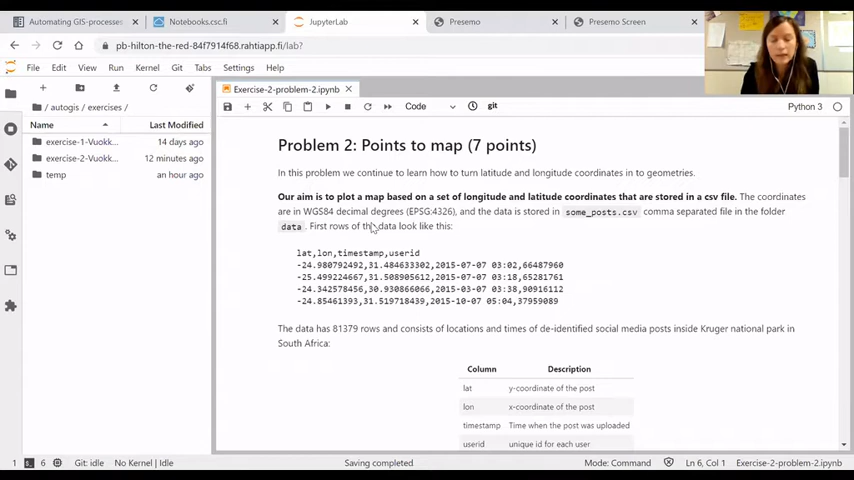 Automating GIS-processes
Notebooks.csc.fi
JupyterLab
Presemo
Presemo Screen
pb-hilton-the-red-84f7914f68.rahtiapp.fi/lab?
File Edit View Run Kernel Git Tabs Settings Help
Exercise-2-problem-2.ipynb
Code
git
Python 3
/ autogis / exercises /
Name Last Modified
exercise-1-Vuokk... 14 days ago
exercise-2-Vuokk... 12 minutes ago
temp an hour ago
Problem 2: Points to map (7 points)
In this problem we continue to learn how to turn latitude and longitude coordinates in to geometries.
Our aim is to plot a map based on a set of longitude and latitude coordinates that are stored in a csv file. The coordinates
are in WGS84 decimal degrees (EPSG:4326), and the data is stored in some_posts.csv comma separated file in the folder
data . First rows of the data look like this:
lat,lon,timestamp,userid
-24.980792492,31.484633302,2015-07-07 03:02,66487960
-25.499224667,31.508905612,2015-07-07 03:18,65281761
-24.342578456,30.930866066,2015-03-07 03:38,90916112
-24.85461393,31.519718439,2015-10-07 05:04,37959089
The data has 81379 rows and consists of locations and times of de-identified social media posts inside Kruger national park in
South Africa:
Column Description
lat y-coordinate of the post
lon x-coordinate of the post
timestamp Time when the post was uploaded
userid unique id for each user
1 6 Git: idle No Kernel | Idle Saving completed Mode: Command Ln 6, Col 1 Exercise-2-problem-2.ipynb